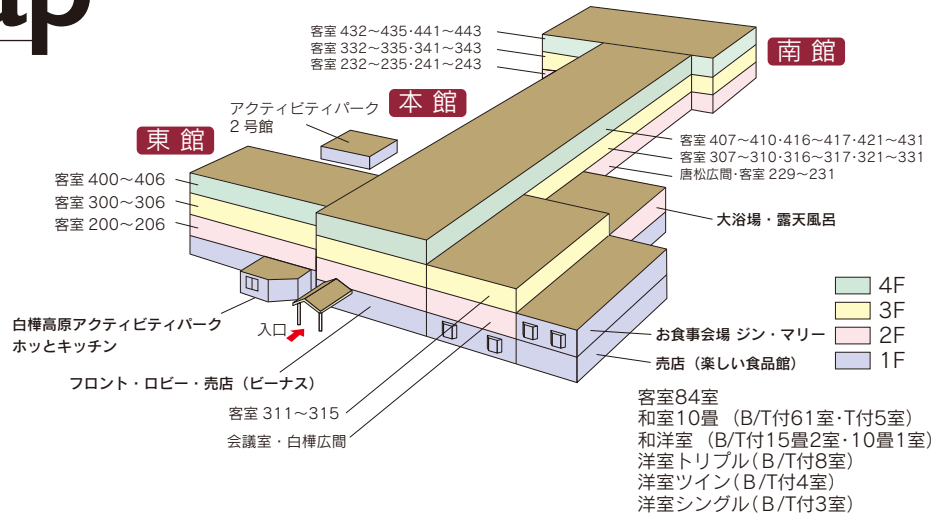 ap
客室 432〜435·441〜443
客室 332〜335·341〜343
客室 232〜235·241〜243
南 館
本 館
アクティビティパーク
2 号館
東 館
客室 407〜410·416〜417·421〜431
客室 307〜310·316〜317·321〜331
唐松広間·客室 229〜231
客室 400〜406
客室 300〜306
客室 200〜206
大浴場・露天風呂
4F
3F
2F
1F
白樺高原アクティビティパーク
ホッとキッチン
入口
お食事会場 ジン・マリー
売店（楽しい食品館）
フロント・ロビー・売店（ビーナス）
客室 311〜315
会議室・白樺広間
客室84室
和室10畳 （B/T付61室·T付5室）
和洋室 （B/T付15畳2室·10畳1室）
洋室トリプル（B/T付8室）
洋室ツイン（B/T付4室）
洋室シングル（B/T付3室）